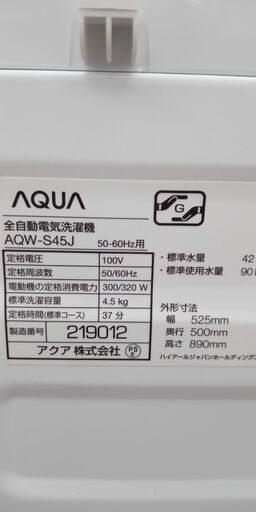 G
AQUA
全自動電気洗濯機
AQW-S45J 50-60Hz用
定格電圧 100V
定格周波数 50/60Hz
電動機の定格消費電力 300/320 W
標準洗濯容量 4.5 kg
定格時間(標準コース) 37 分
製造番号 219012
アクア 株式会社 PS E
・標準水量 42
・標準使用水量 90
外形寸法
幅 525mm
奥行 500mm
高さ 890mm
ハイアールジャパンホールディングス